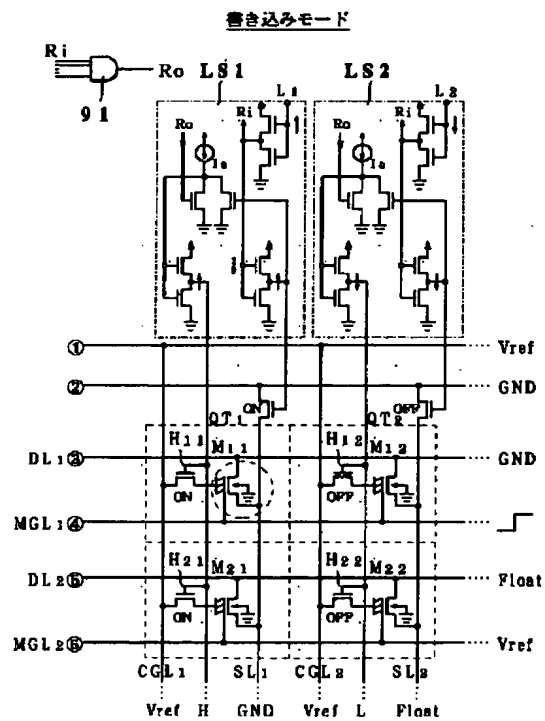 書き込みモード
Ri
Ro
91
LS1
LS2
L1
L2
Ro
Ri
Ia
Ro
Ri
Ia
① Vref
② GND
ON
OFF
QT1
QT2
H11
M11
H12
M12
DL1③ GND
ON
OFF
MGL1④
H21
M21
H22
M22
DL2⑤ Float
ON
OFF
MGL2⑥ Vref
CGL1
SL1
CGL2
SL2
Vref H GND Vref L Float